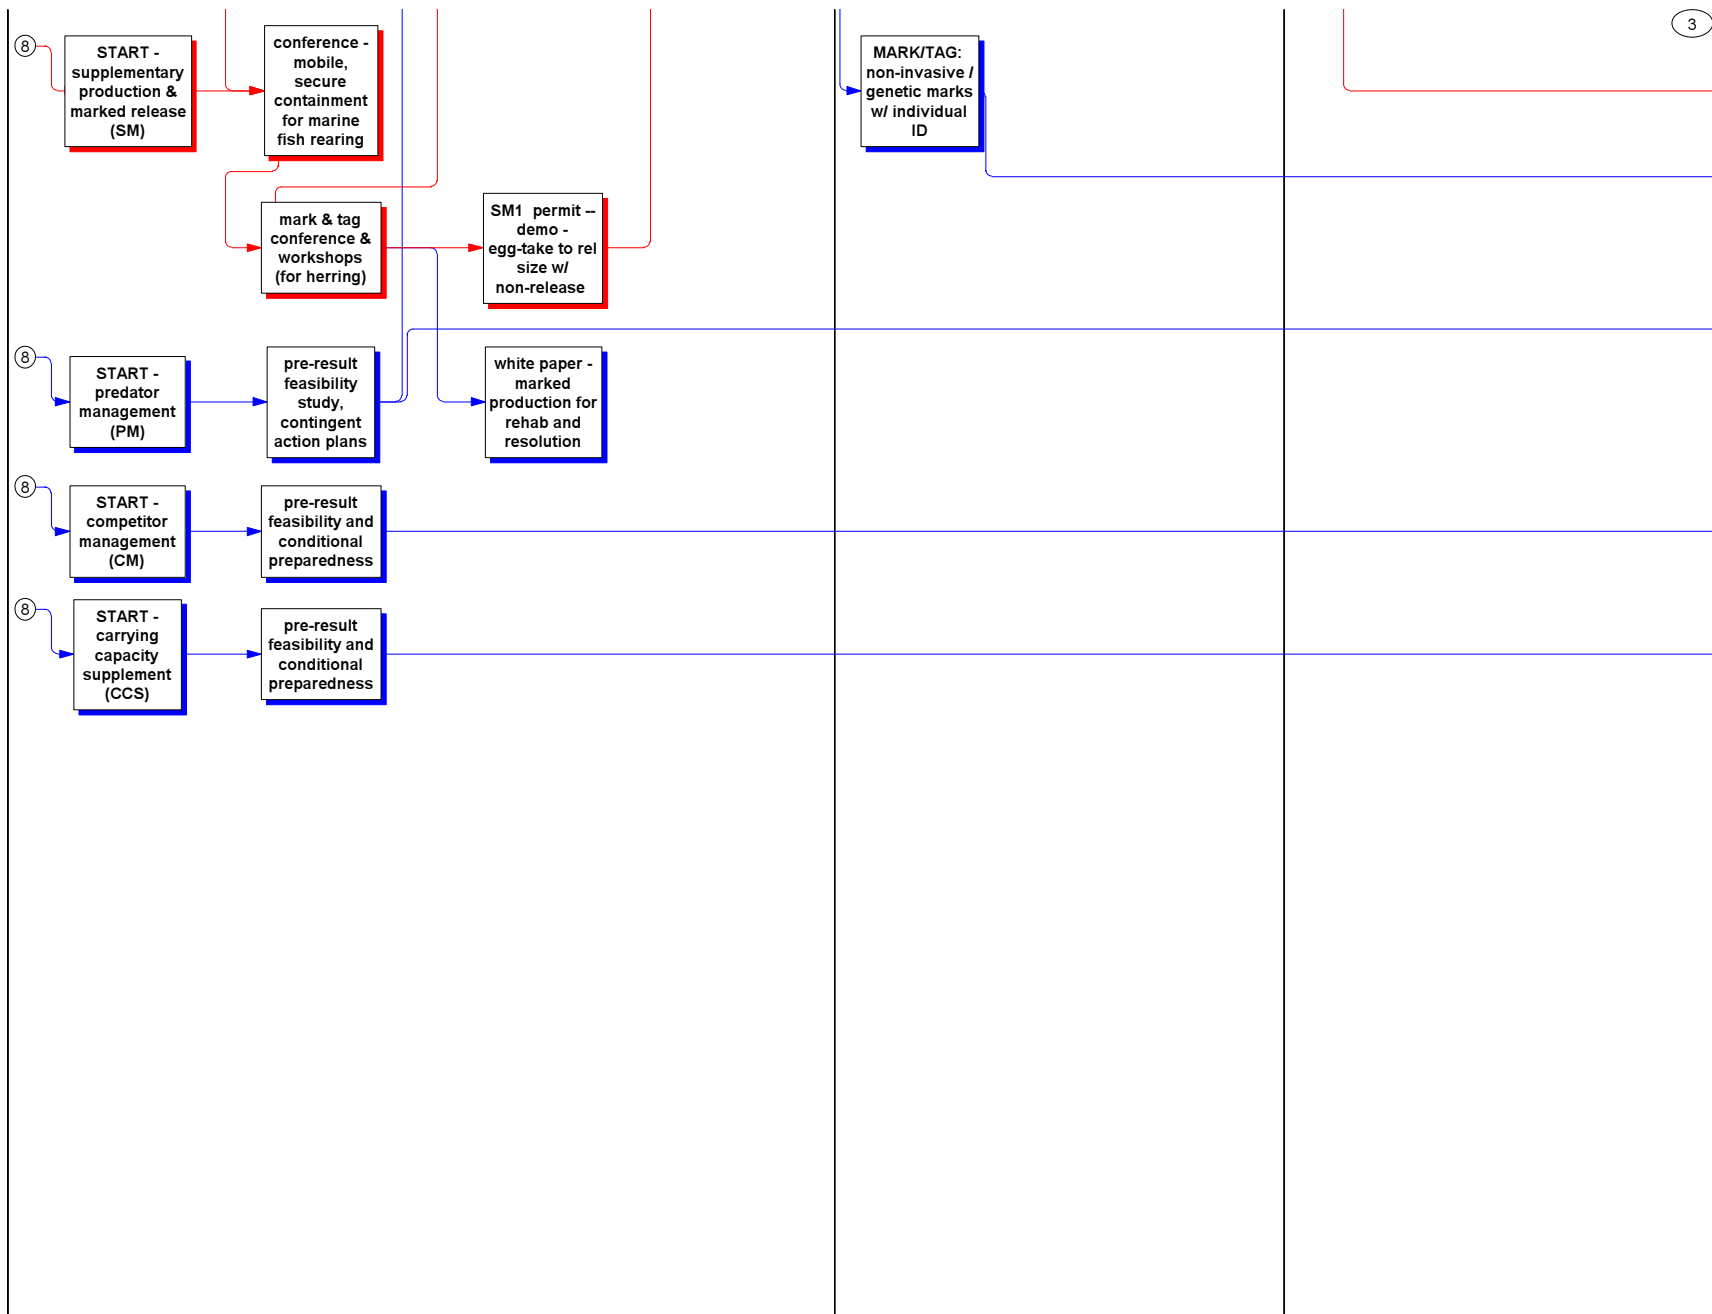 3
8
START -
supplementary
production &
marked release
(SM)
conference -
mobile,
secure
containment
for marine
fish rearing
MARK/TAG:
non-invasive /
genetic marks
w/ individual
ID
mark & tag
conference &
workshops
(for herring)
SM1  permit --
demo -
egg-take to rel
size w/
non-release
8
START -
predator
management
(PM)
pre-result
feasibility
study,
contingent
action plans
white paper -
marked
production for
rehab and
resolution
8
START -
competitor
management
(CM)
pre-result
feasibility and
conditional
preparedness
8
START -
carrying
capacity
supplement
(CCS)
pre-result
feasibility and
conditional
preparedness